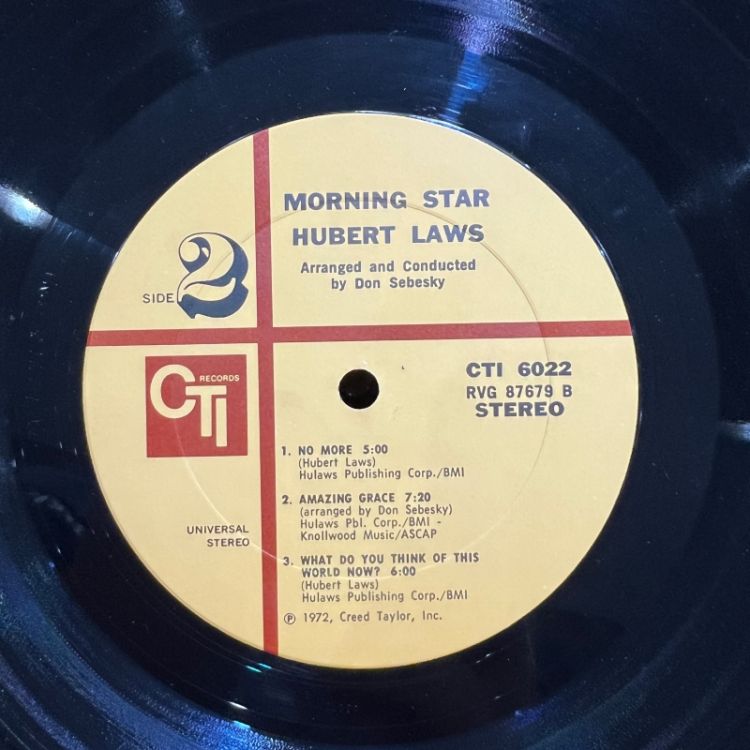 MORNING STAR
HUBERT LAWS
Arranged and Conducted
by Don Sebesky
SIDE 2
CTI RECORDS
CTI 6022
RVG 87679 B
STEREO
1. NO MORE 5:00
(Hubert Laws)
Hulaws Publishing Corp./BMI
2. AMAZING GRACE 7:20
(arranged by Don Sebesky)
Hulaws Pbl. Corp./BMI -
Knollwood Music/ASCAP
3. WHAT DO YOU THINK OF THIS
WORLD NOW? 6:00
(Hubert Laws)
Hulaws Publishing Corp./BMI
℗ 1972, Creed Taylor, Inc.
UNIVERSAL
STEREO